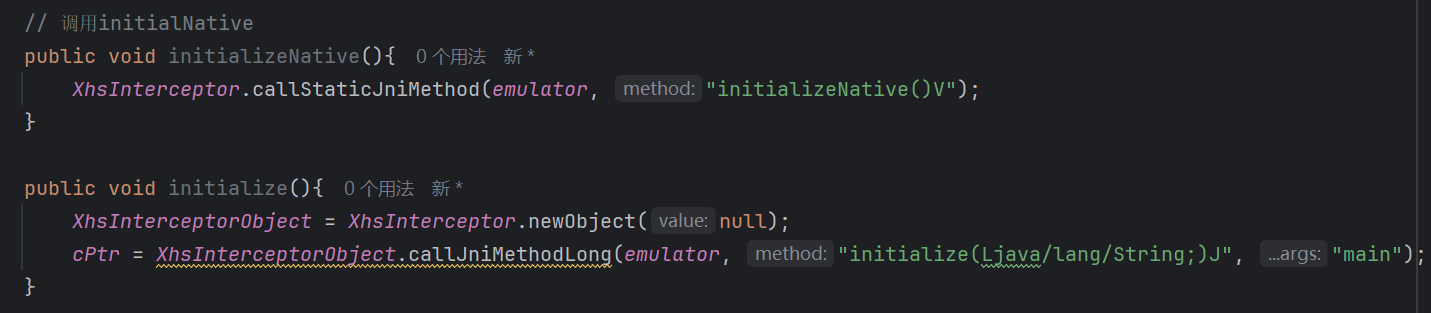 // 调用initialNative
public void initializeNative(){ 0个用法 新 *
XhsInterceptor.callStaticJniMethod(emulator, method: "initializeNative()V");
}
public void initialize(){ 0个用法 新 *
XhsInterceptorObject = XhsInterceptor.newObject( value: null);
cPtr = XhsInterceptorObject.callJniMethodLong(emulator, method: "initialize(Ljava/lang/String;)J", ...args: "main");
}